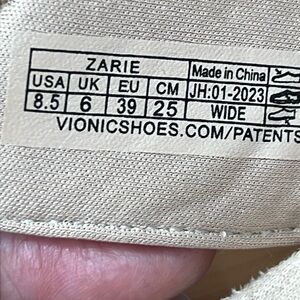 ZARIE Made in China
USA UK EU CM JH:01-2023
8.5 6 39 25 WIDE
VIONICSHOES.COM/PATENTS